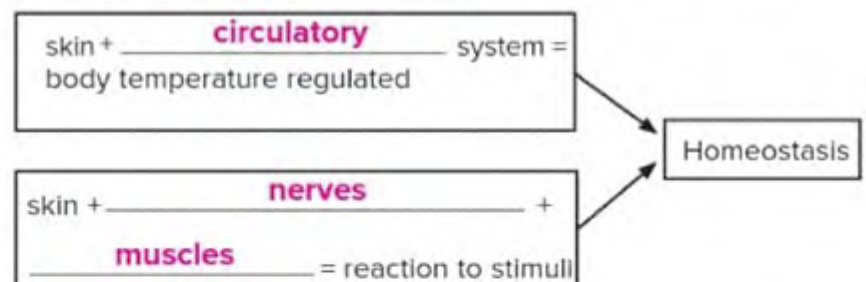 skin + circulatory system =
body temperature regulated
Homeostasis
skin + nerves +
muscles = reaction to stimuli